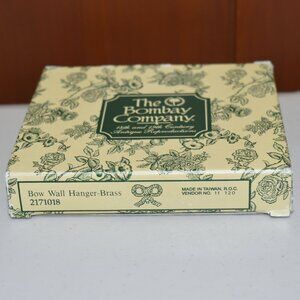 The
Bombay
Company
18th and 19th Century
Antique Reproductions
Bow Wall Hanger-Brass
2171018
MADE IN TAIWAN, R.O.C.
VENDOR NO. 11 120